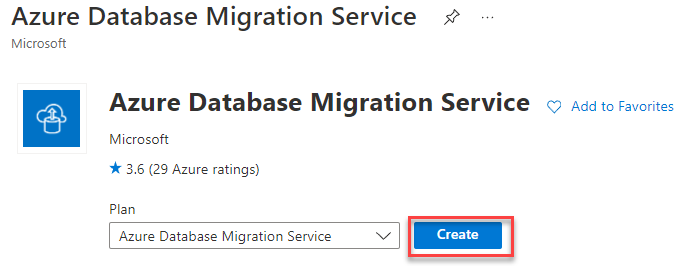 Azure Database Migration Service
Microsoft
Azure Database Migration Service
Add to Favorites
Microsoft
3.6 (29 Azure ratings)
Plan
Azure Database Migration Service
Create